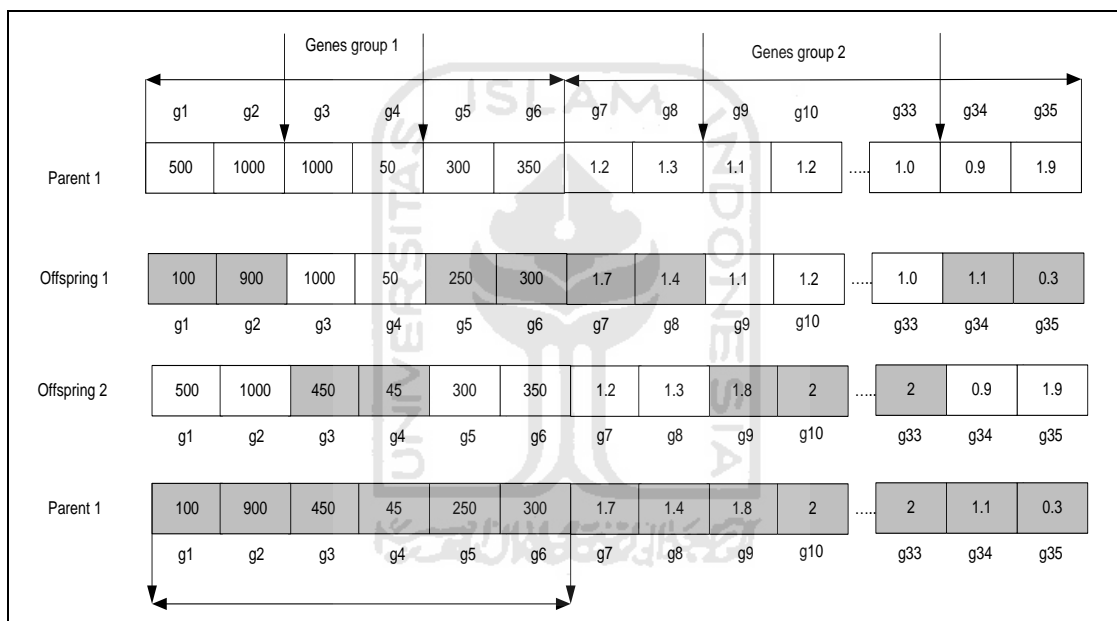 Genes group 1 Genes group 2
g1 g2 g3 g4 g5 g6 g7 g8 g9 g10 g33 g34 g35
Parent 1 500 1000 1000 50 300 350 1.2 1.3 1.1 1.2 ..... 1.0 0.9 1.9
Offspring 1 100 900 1000 50 250 300 1.7 1.4 1.1 1.2 ..... 1.0 1.1 0.3
g1 g2 g3 g4 g5 g6 g7 g8 g9 g10 g33 g34 g35
Offspring 2 500 1000 450 45 300 350 1.2 1.3 1.8 2 ..... 2 0.9 1.9
g1 g2 g3 g4 g5 g6 g7 g8 g9 g10 g33 g34 g35
Parent 1 100 900 450 45 250 300 1.7 1.4 1.8 2 ..... 2 1.1 0.3
g1 g2 g3 g4 g5 g6 g7 g8 g9 g10 g33 g34 g35
UNIVERSITAS
ISLAM
INDONESIA